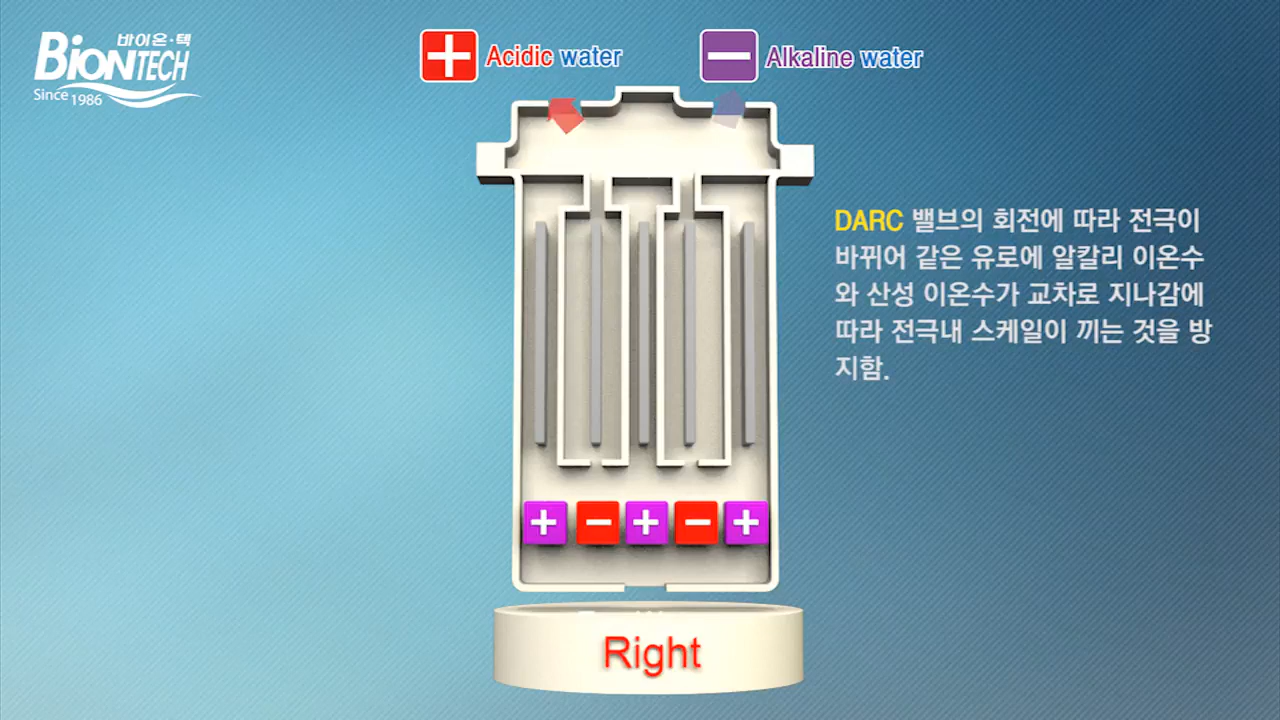 바이온·텍
BIONTECH
Since 1986
+ Acidic water
− Alkaline water
DARC 밸브의 회전에 따라 전극이
바뀌어 같은 유로에 알칼리 이온수
와 산성 이온수가 교차로 지나감에
따라 전극내 스케일이 끼는 것을 방
지함.
+ − + − +
Right